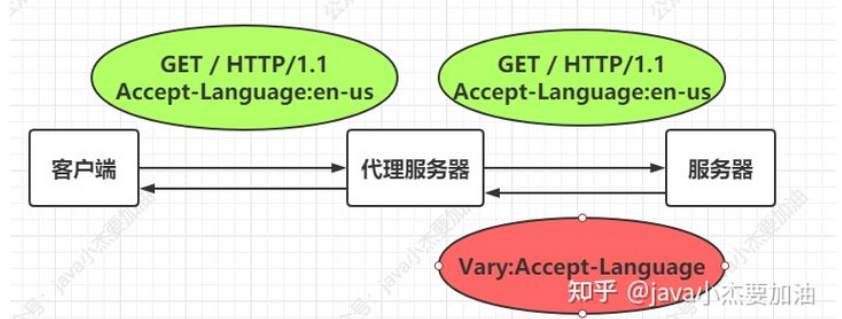 GET / HTTP/1.1
Accept-Language:en-us
GET / HTTP/1.1
Accept-Language:en-us
客户端
代理服务器
服务器
Vary:Accept-Language
知乎 @java小杰要加油